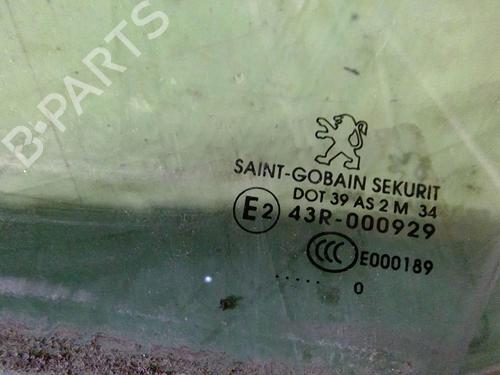 B-PARTS
SAINT-GOBAIN SEKURIT
DOT 39 AS 2 M 34
E2 43R-000929
CCC E000189
.....
0